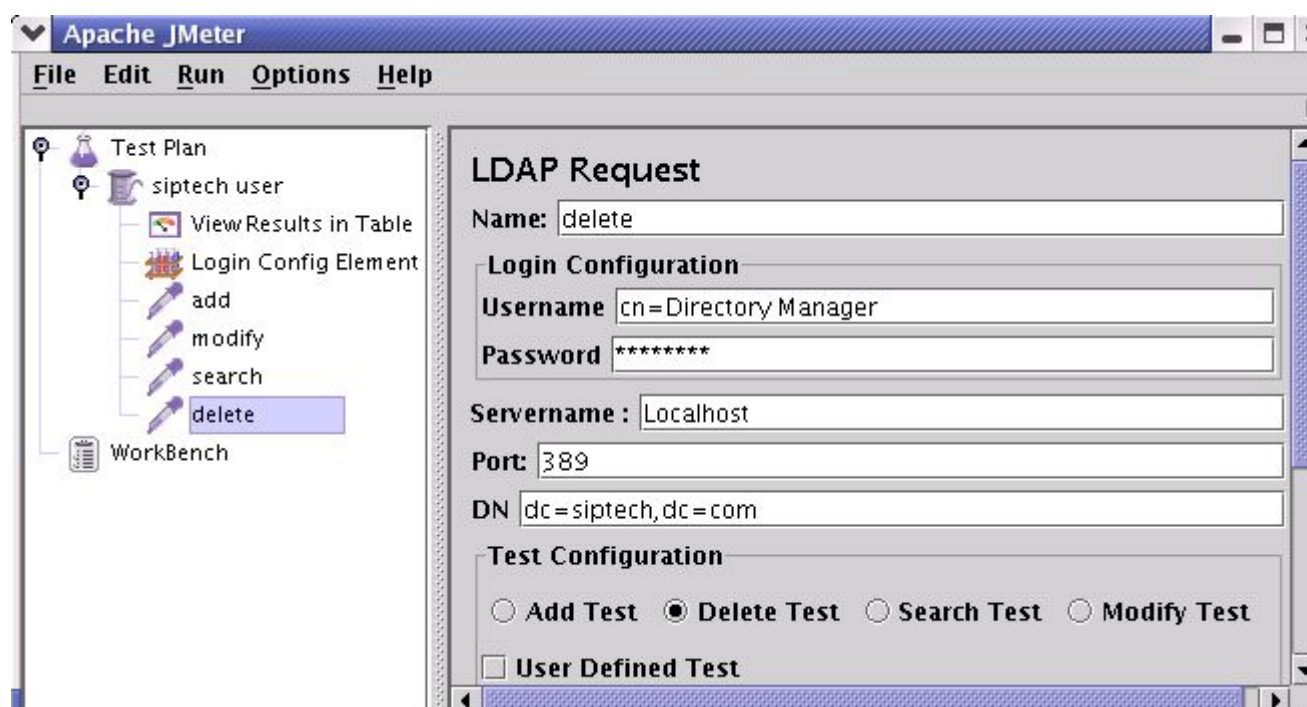 Apache JMeter
File Edit Run Options Help
Test Plan
siptech user
View Results in Table
Login Config Element
add
modify
search
delete
WorkBench
LDAP Request
Name: delete
Login Configuration
Username cn=Directory Manager
Password ********
Servername : Localhost
Port: 389
DN dc=siptech,dc=com
Test Configuration
Add Test Delete Test Search Test Modify Test
User Defined Test